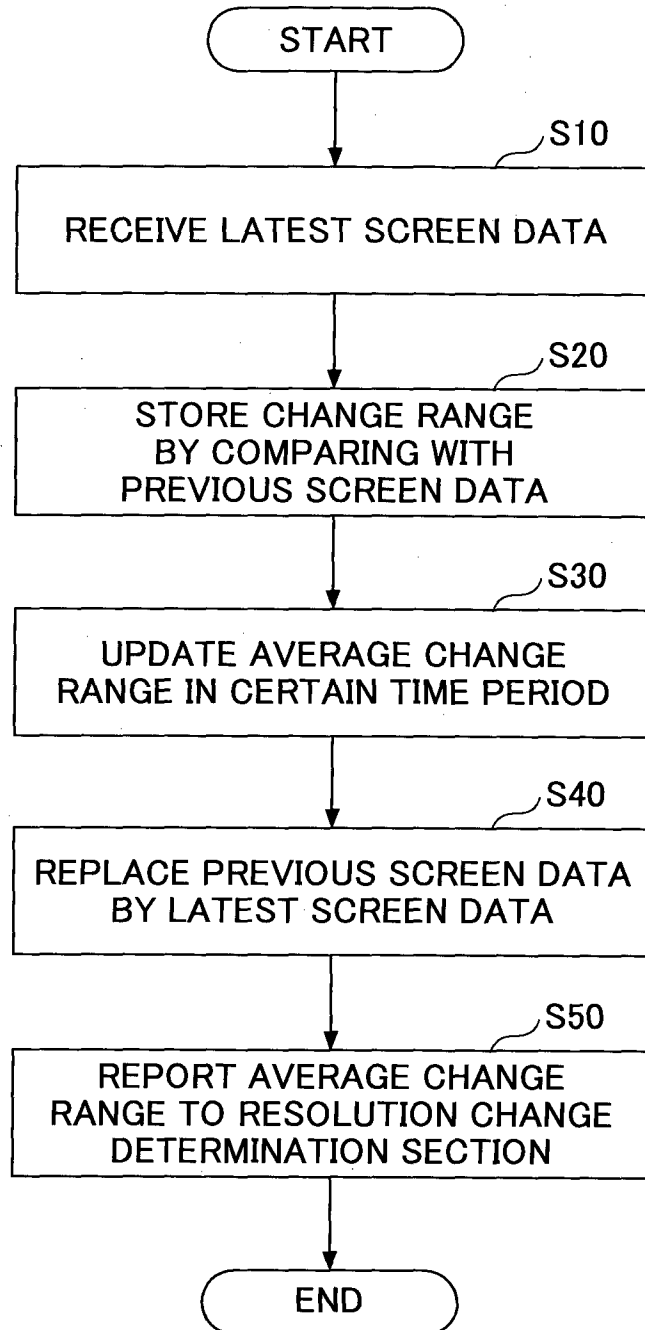 START
S10
RECEIVE LATEST SCREEN DATA
S20
STORE CHANGE RANGE
BY COMPARING WITH
PREVIOUS SCREEN DATA
S30
UPDATE AVERAGE CHANGE
RANGE IN CERTAIN TIME PERIOD
S40
REPLACE PREVIOUS SCREEN DATA
BY LATEST SCREEN DATA
S50
REPORT AVERAGE CHANGE
RANGE TO RESOLUTION CHANGE
DETERMINATION SECTION
END